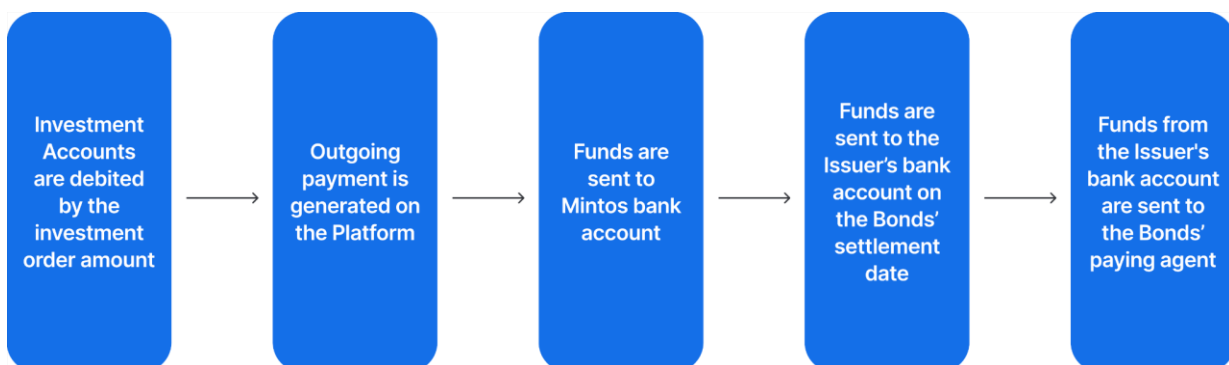 Investment
Accounts
are debited
by the
investment
order amount
Outgoing
payment is
generated on
the Platform
Funds are
sent to
Mintos bank
account
Funds are
sent to the
Issuer’s bank
account on
the Bonds’
settlement
date
Funds from
the Issuer's
bank account
are sent to
the Bonds’
paying agent